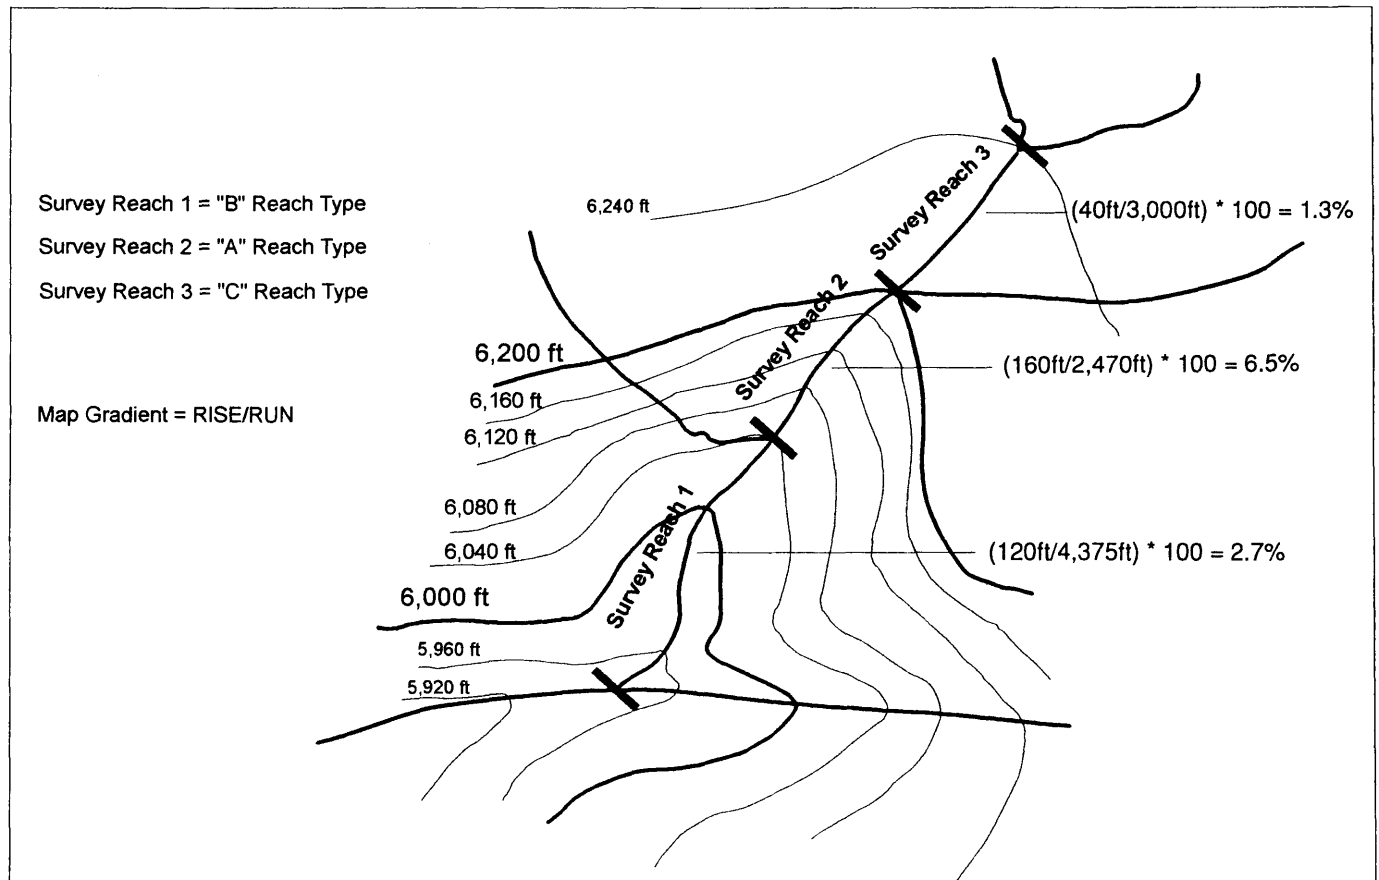 Survey Reach 1 = "B" Reach Type
Survey Reach 2 = "A" Reach Type
Survey Reach 3 = "C" Reach Type
Map Gradient = RISE/RUN
6,240 ft
Survey Reach 3
(40ft/3,000ft) * 100 = 1.3%
Survey Reach 2
6,200 ft
(160ft/2,470ft) * 100 = 6.5%
6,160 ft
6,120 ft
6,080 ft
Survey Reach 1
6,040 ft
(120ft/4,375ft) * 100 = 2.7%
6,000 ft
5,960 ft
5,920 ft